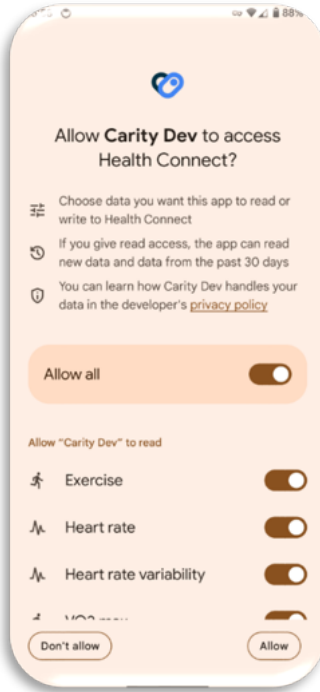 88%
Allow Carity Dev to access
Health Connect?
Choose data you want this app to read or
write to Health Connect
If you give read access, the app can read
new data and data from the past 30 days
You can learn how Carity Dev handles your
data in the developer's privacy policy
Allow all
Allow “Carity Dev” to read
Exercise
Heart rate
Heart rate variability
Don't allow
Allow